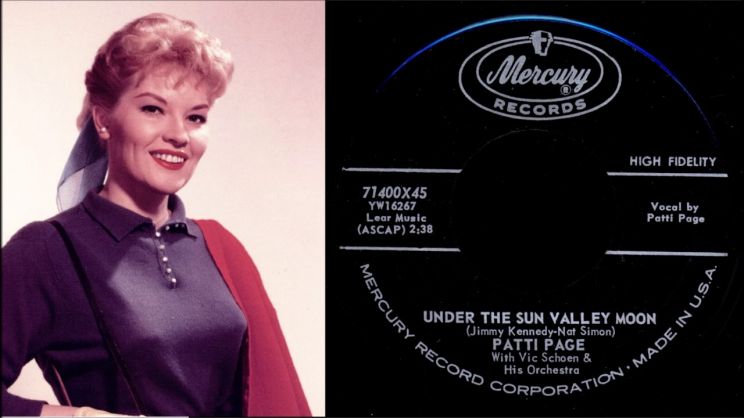 Mercury
®
RECORDS
HIGH FIDELITY
71400X45
YW16267
Lear Music
(ASCAP) 2:38
Vocal by
Patti Page
UNDER THE SUN VALLEY MOON
(Jimmy Kennedy-Nat Simon)
PATTI PAGE
With Vic Schoen &
His Orchestra
MERCURY RECORD CORPORATION • MADE IN U.S.A.